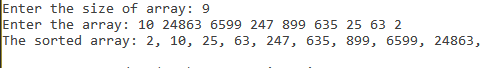 Enter the size of array: 9
Enter the array: 10 24863 6599 247 899 635 25 63 2
The sorted array: 2, 10, 25, 63, 247, 635, 899, 6599, 24863,